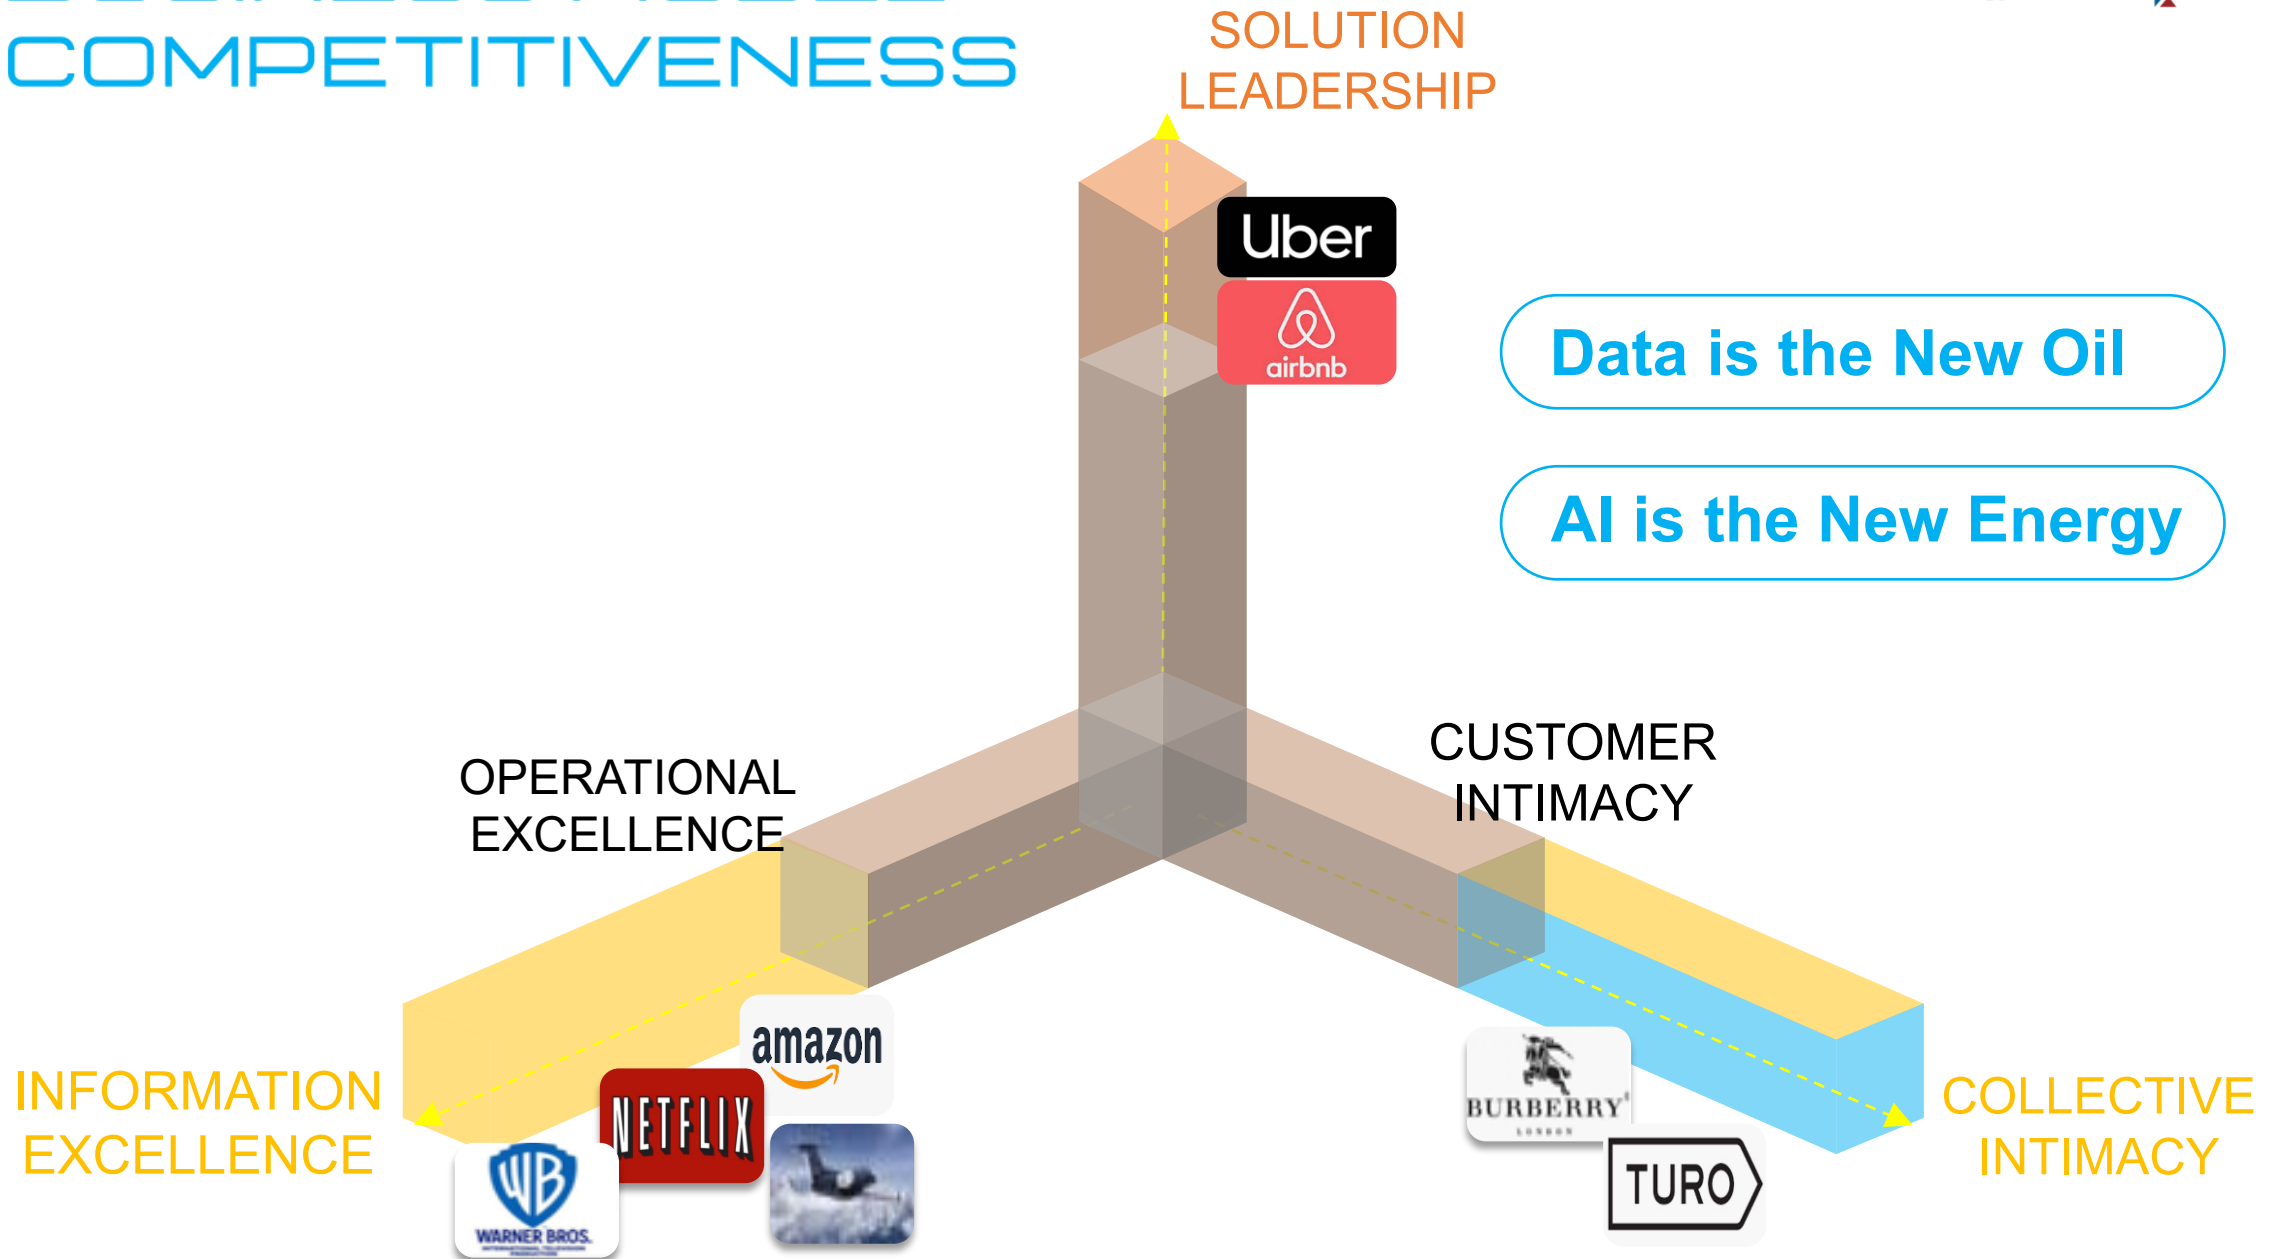 COMPETITIVENESS
SOLUTION
LEADERSHIP
Uber
airbnb
Data is the New Oil
AI is the New Energy
OPERATIONAL
EXCELLENCE
CUSTOMER
INTIMACY
INFORMATION
EXCELLENCE
amazon
NETFLIX
WARNER BROS.
BURBERRY
LONDON
TURO
COLLECTIVE
INTIMACY